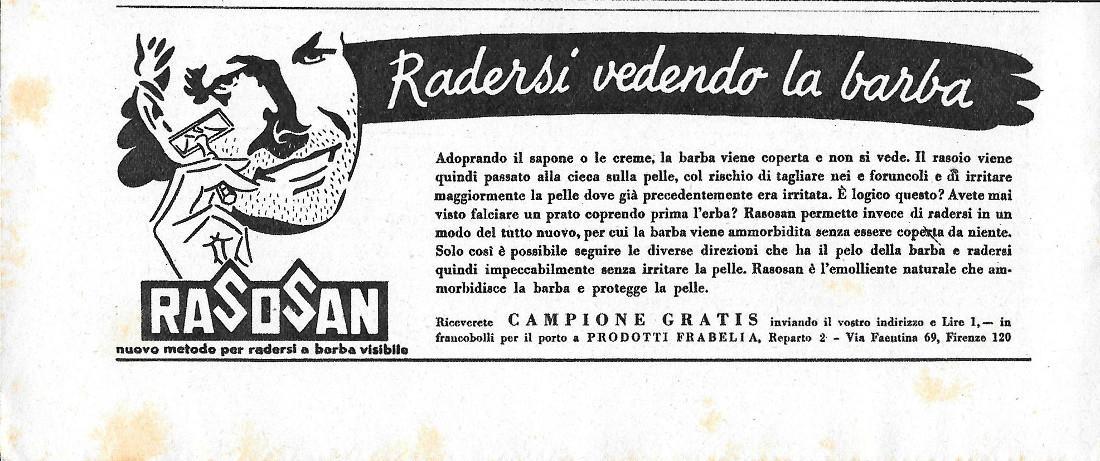 Radersi vedendo la barba
Adoprando il sapone o le creme, la barba viene coperta e non si vede. Il rasoio viene
quindi passato alla cieca sulla pelle, col rischio di tagliare nei e foruncoli e di irritare
maggiormente la pelle dove già precedentemente era irritata. È logico questo? Avete mai
visto falciare un prato coprendo prima l'erba? Rasosan permette invece di radersi in un
modo del tutto nuovo, per cui la barba viene ammorbidita senza essere coperta da niente.
Solo così è possibile seguire le diverse direzioni che ha il pelo della barba e radersi
quindi impeccabilmente senza irritare la pelle. Rasosan è l'emolliente naturale che am-
morbidisce la barba e protegge la pelle.
Riceverete CAMPIONE GRATIS inviando il vostro indirizzo e Lire 1,— in
francobolli per il porto a PRODOTTI FRABELIA, Reparto 2 - Via Faentina 69, Firenze 120
RASOSAN
nuovo metodo per radersi a barba visibile